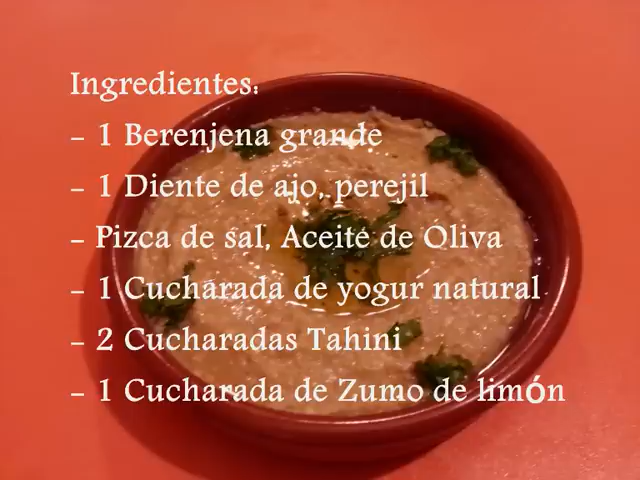 Ingredientes:
- 1 Berenjena grande
- 1 Diente de ajo, perejil
- Pizca de sal, Aceite de Oliva
- 1 Cucharada de yogur natural
- 2 Cucharadas Tahini
- 1 Cucharada de Zumo de limón